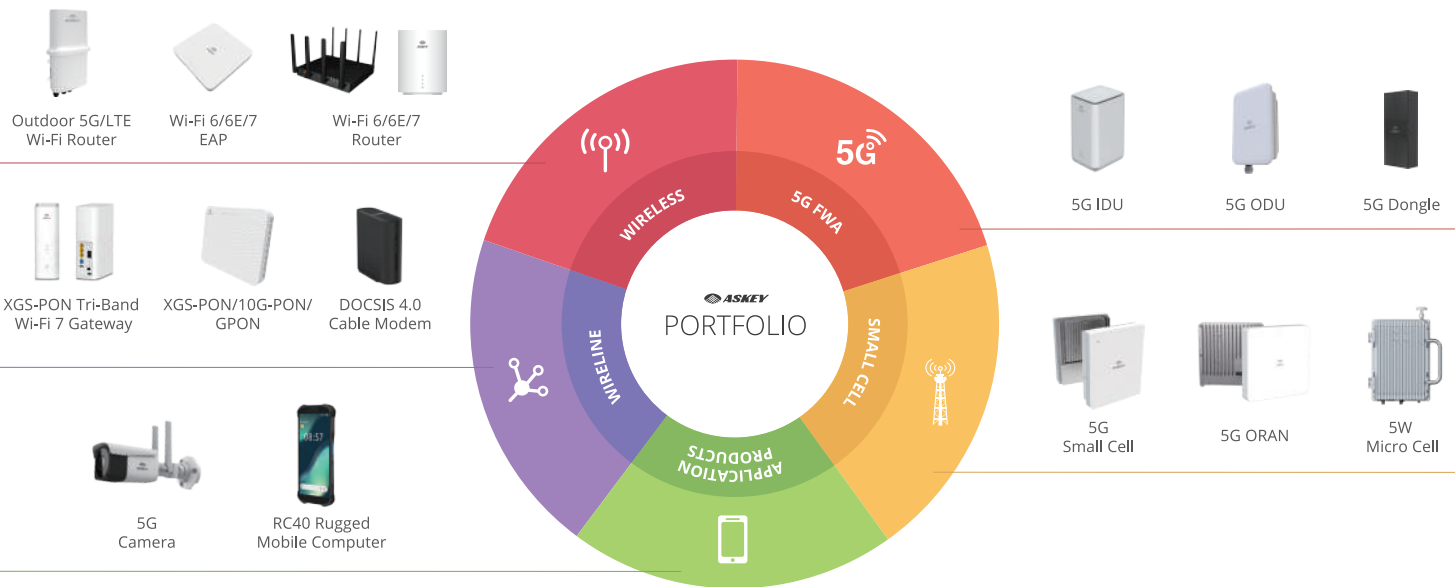 Outdoor 5G/LTE
Wi-Fi Router
Wi-Fi 6/6E/7
EAP
Wi-Fi 6/6E/7
Router
XGS-PON Tri-Band
Wi-Fi 7 Gateway
XGS-PON/10G-PON/
GPON
DOCSIS 4.0
Cable Modem
5G
Camera
08:57
RC40 Rugged
Mobile Computer
WIRELESS
5G
5G FWA
ASKEY
PORTFOLIO
WIRELINE
SMALL CELL
APPLICATION
PRODUCTS
5G IDU
5G ODU
5G Dongle
5G
Small Cell
5G ORAN
5W
Micro Cell